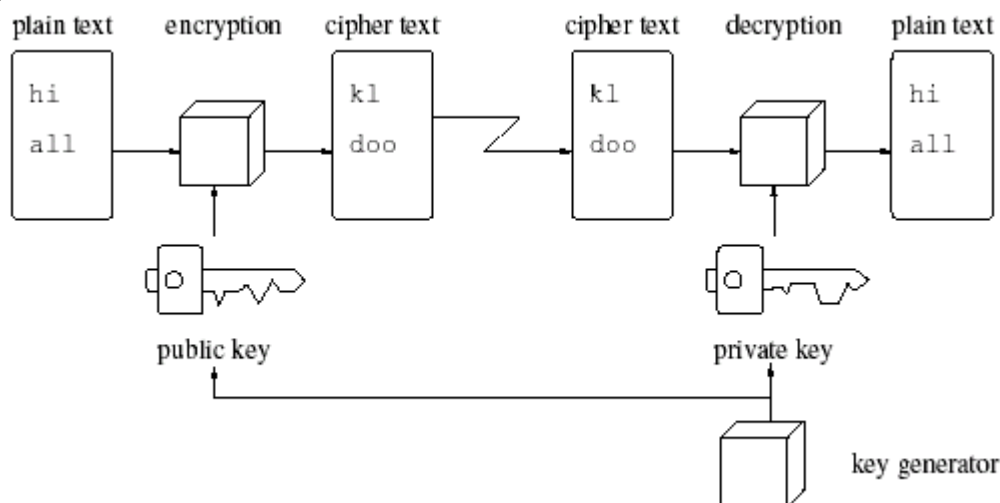 plain text
encryption
cipher text
cipher text
decryption
plain text
hi
all
kl
doo
kl
doo
hi
all
public key
private key
key generator